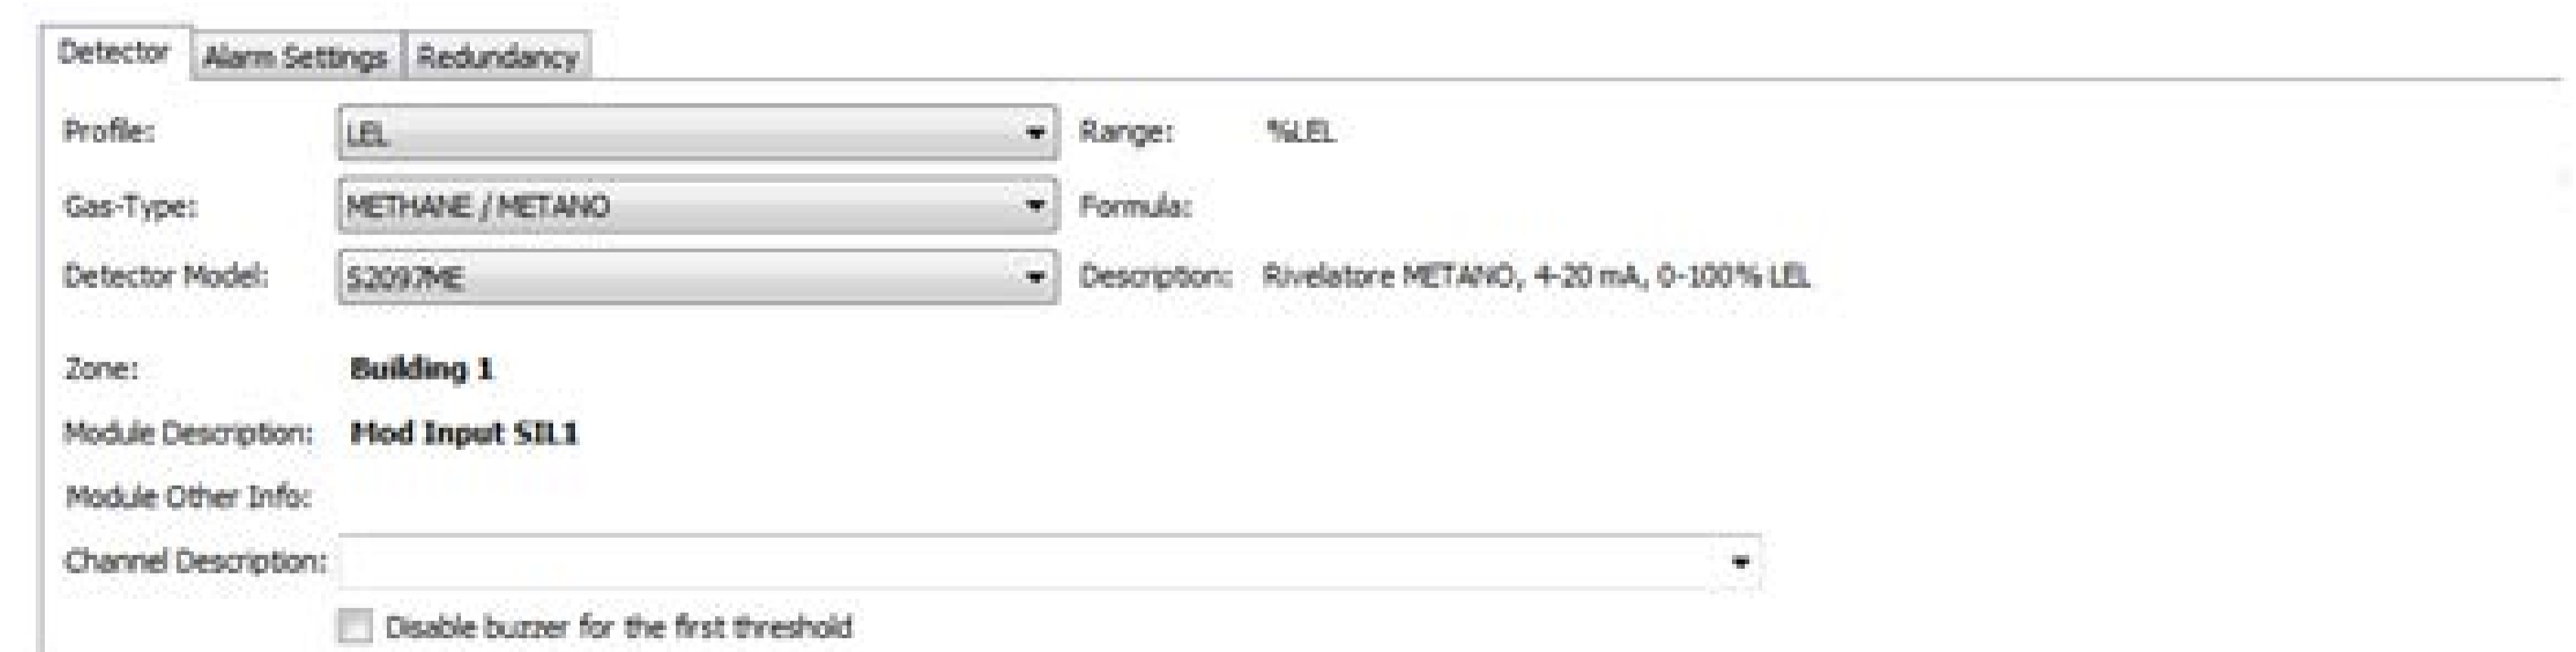 Detector Alarm Settings Redundancy
Profile: LEL Range: %LEL
Gas-Type: METHANE / METANO Formula:
Detector Model: S2097ME Description: Rivelatore METANO, 4-20 mA, 0-100% LEL
Zone: Building 1
Module Description: Mod Input SIL1
Module Other Info:
Channel Description:
Disable buzzer for the first threshold